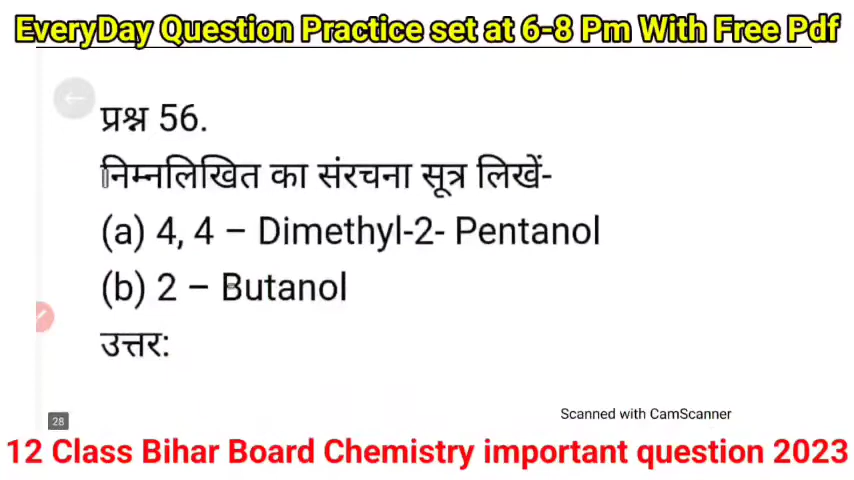 EveryDay Question Practice set at 6-8 Pm With Free Pdf
प्रश्न 56.
निम्नलिखित का संरचना सूत्र लिखें-
(a) 4, 4 – Dimethyl-2- Pentanol
(b) 2 – Butanol
उत्तर:
Scanned with CamScanner
28
12 Class Bihar Board Chemistry important question 2023